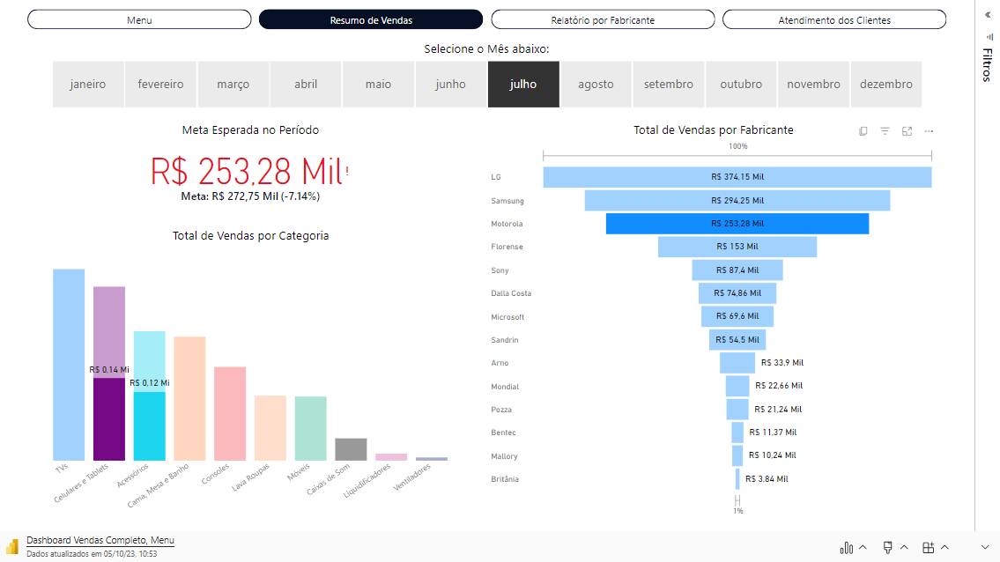 Menu
Resumo de Vendas
Relatório por Fabricante
Atendimento dos Clientes
Selecione o Mês abaixo:
janeiro
fevereiro
março
abril
maio
junho
julho
agosto
setembro
outubro
novembro
dezembro
Filtros
Meta Esperada no Período
R$ 253,28 Mil!
Meta: R$ 272,75 Mil (-7.14%)
Total de Vendas por Categoria
R$ 0,14 Mi
R$ 0,12 Mi
TVs
Celulares e Tablets
Acessórios
Cama, Mesa e Banho
Consoles
Lava Roupas
Móveis
Caixas de Som
Liquidificadores
Ventiladores
Total de Vendas por Fabricante
100%
LG R$ 374,15 Mil
Samsung R$ 294,25 Mil
Motorola R$ 253,28 Mil
Florense R$ 153 Mil
Sony R$ 87,4 Mil
Dalla Costa R$ 74,86 Mil
Microsoft R$ 69,6 Mil
Sandrin R$ 54,5 Mil
Arno R$ 33,9 Mil
Mondial R$ 22,66 Mil
Pozza R$ 21,24 Mil
Bentec R$ 11,37 Mil
Mallory R$ 10,24 Mil
Britânia R$ 3,84 Mil
1%
Dashboard Vendas Completo, Menu
Dados atualizados em 05/10/23, 10:53